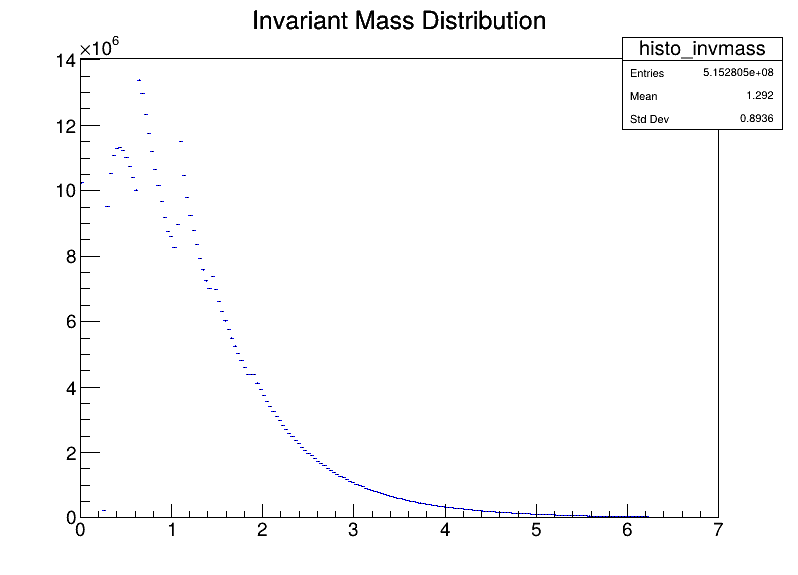 Invariant Mass Distribution
×10⁶
histo_invmass
Entries 5.152805e+08
Mean 1.292
Std Dev 0.8936
14
12
10
8
6
4
2
0
0 1 2 3 4 5 6 7